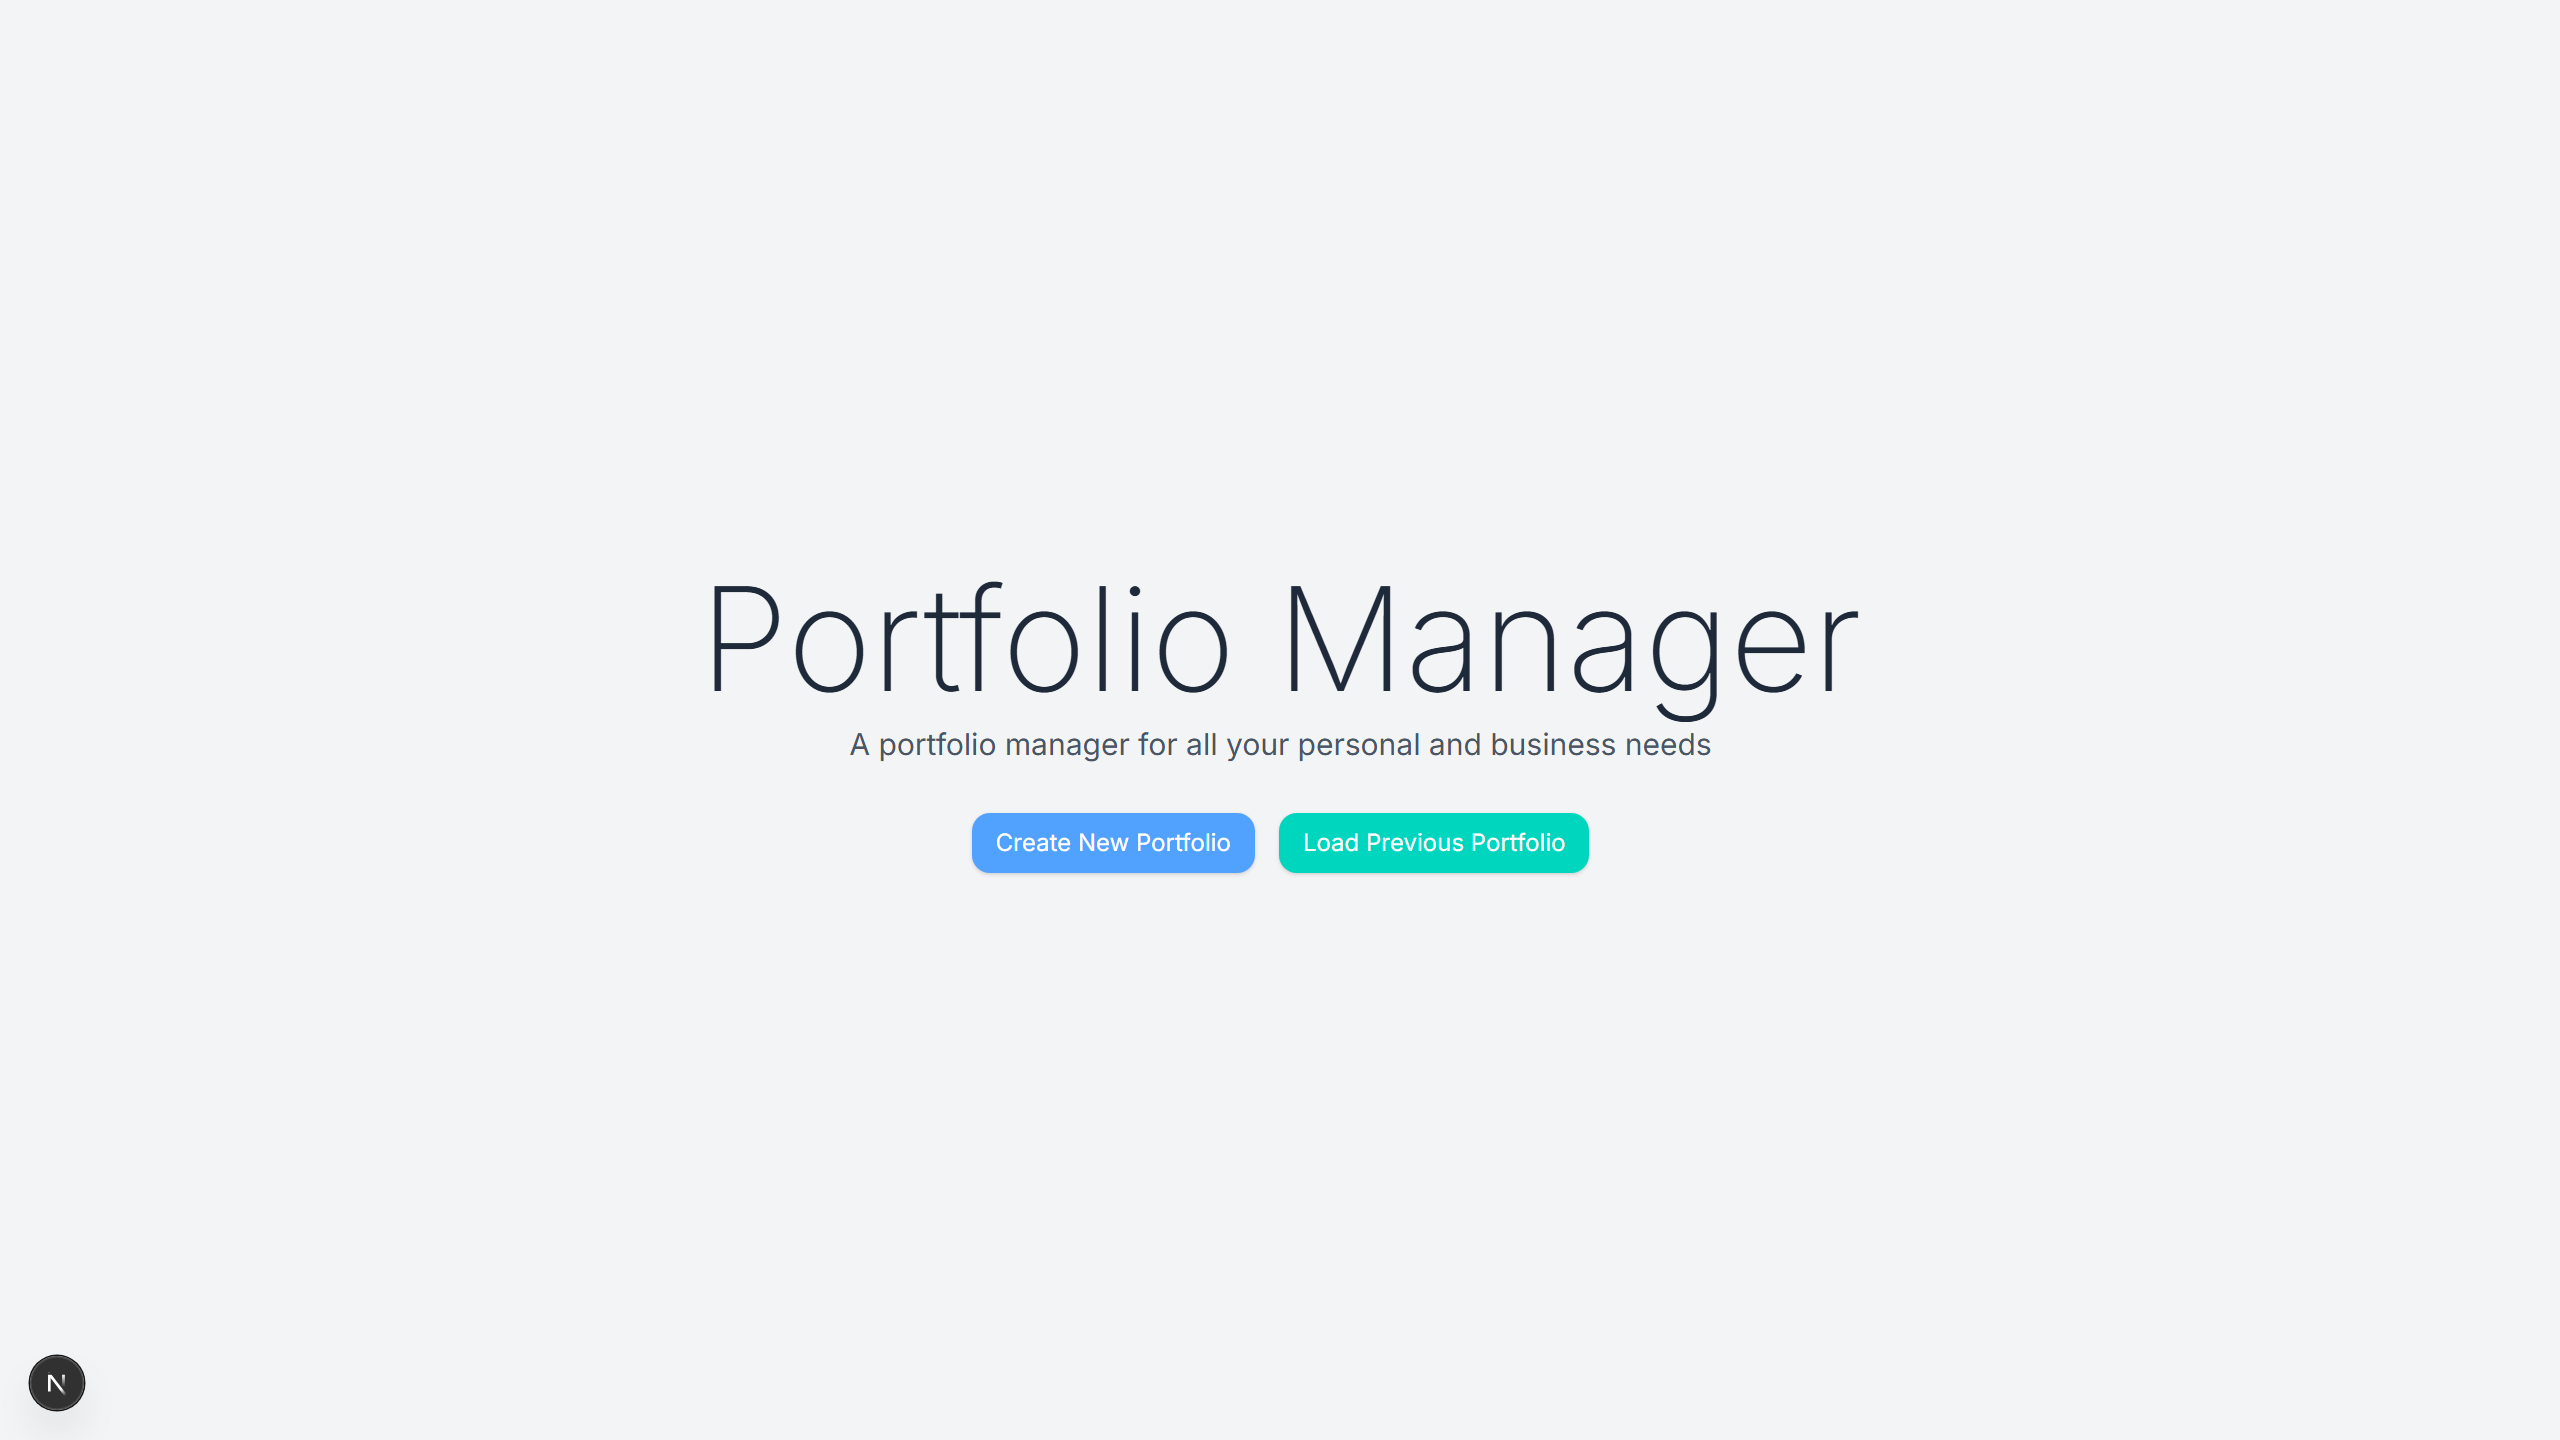 Portfolio Manager
A portfolio manager for all your personal and business needs
Create New Portfolio
Load Previous Portfolio
N